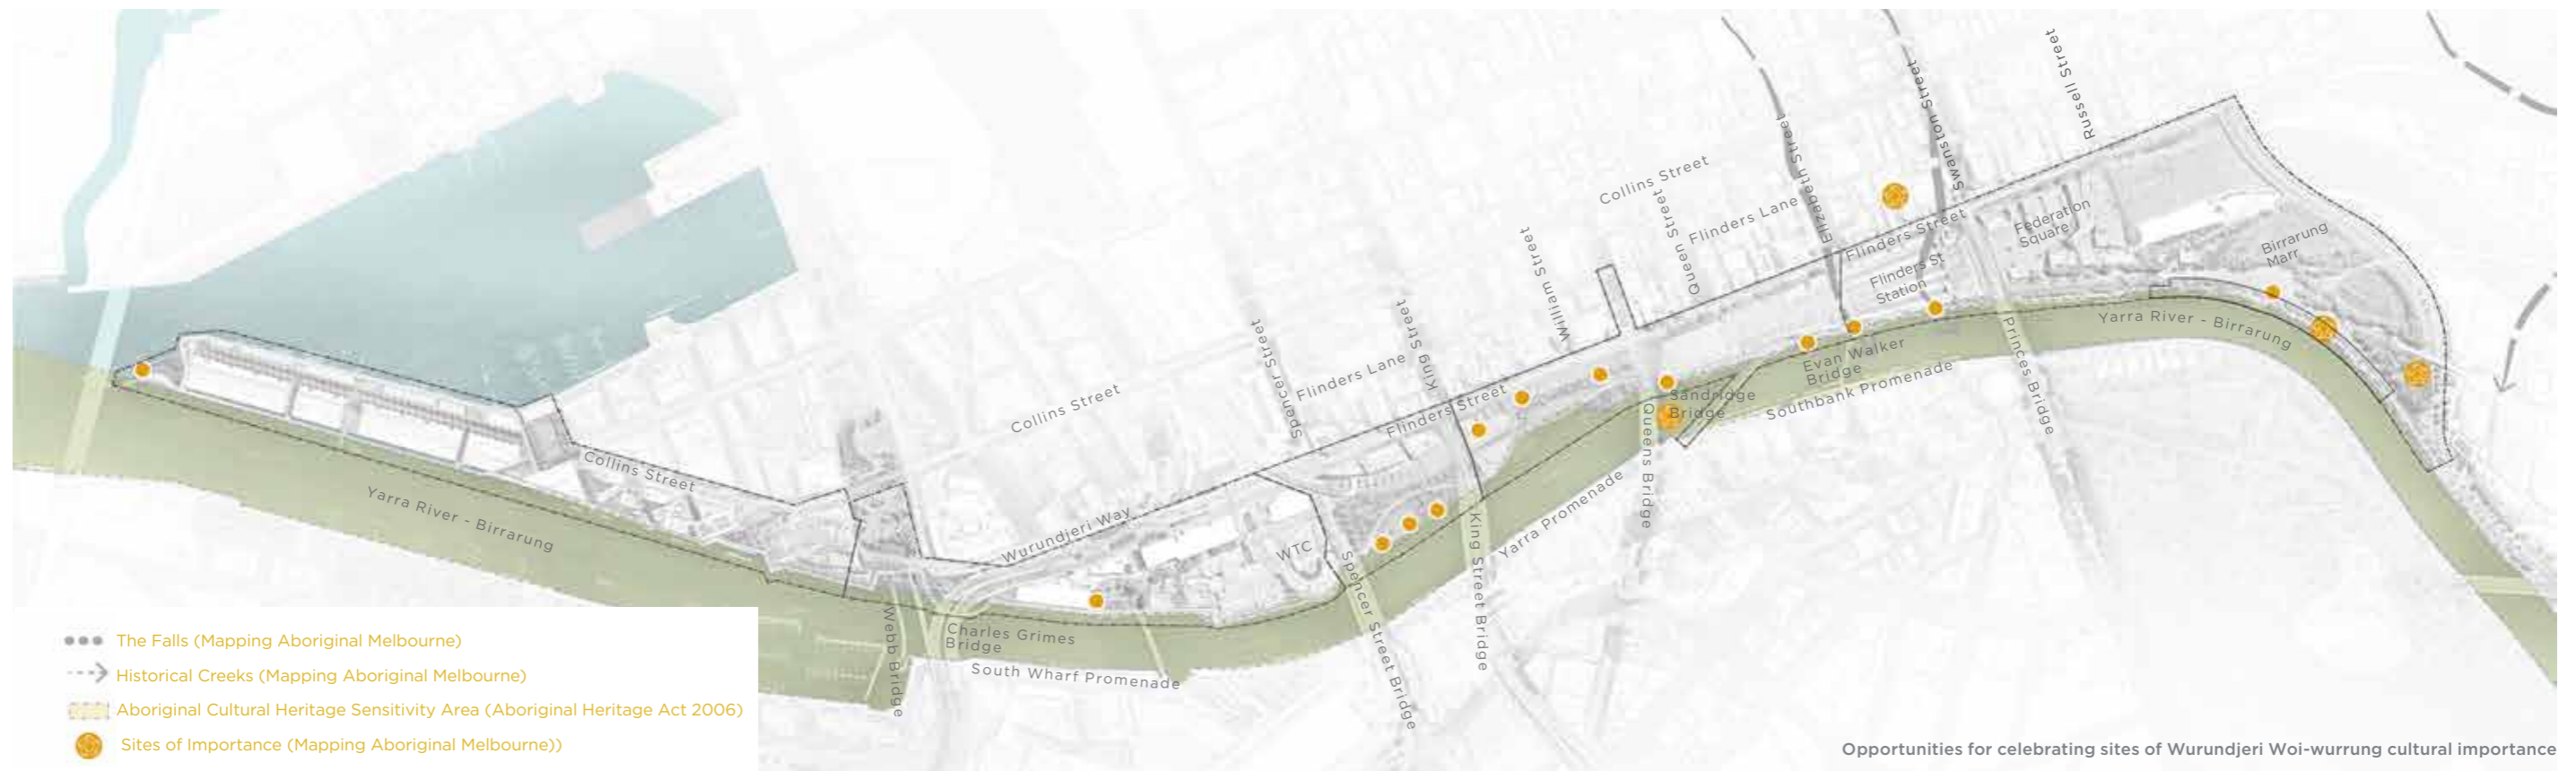 Russell Street
Swanston Street
Elizabeth Street
Collins Street
Queen Street
Flinders Lane
Flinders Street
Federation
Square
Birrarung
Marr
Flinders St
Station
William Street
King Street
Spencer Street
Flinders Lane
Flinders Street
Collins Street
Yarra River - Birrarung
Princes Bridge
Evan Walker
Bridge
Southbank Promenade
Sandridge
Bridge
Queens Bridge
Yarra Promenade
King Street Bridge
Spencer Street Bridge
WTC
Wurundjeri Way
Collins Street
Yarra River - Birrarung
Webb Bridge
Charles Grimes
Bridge
South Wharf Promenade
The Falls (Mapping Aboriginal Melbourne)
Historical Creeks (Mapping Aboriginal Melbourne)
Aboriginal Cultural Heritage Sensitivity Area (Aboriginal Heritage Act 2006)
Sites of Importance (Mapping Aboriginal Melbourne))
Opportunities for celebrating sites of Wurundjeri Woi-wurrung cultural importance